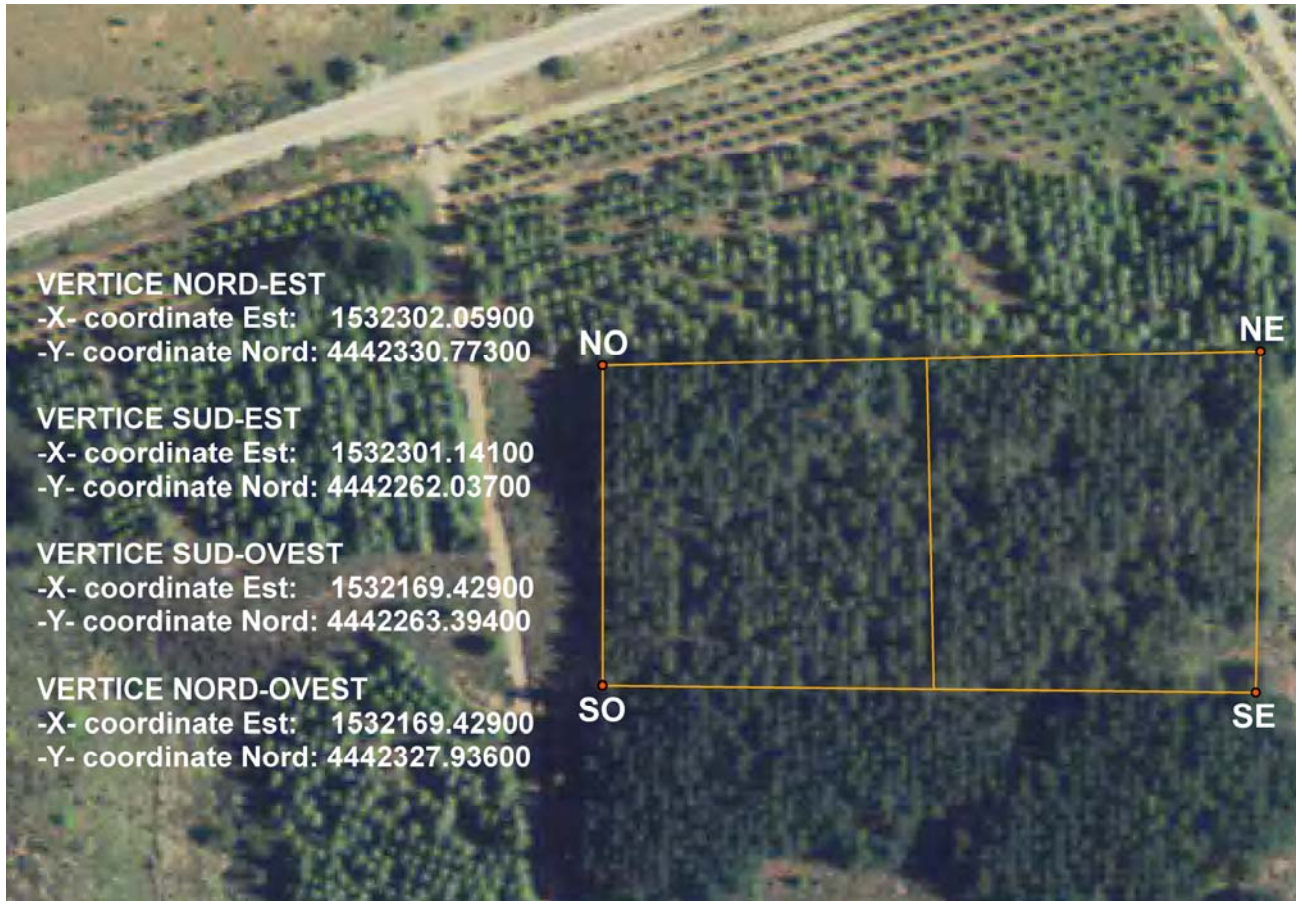 VERTICE NORD-EST
-X- coordinate Est: 1532302.05900
-Y- coordinate Nord: 4442330.77300
VERTICE SUD-EST
-X- coordinate Est: 1532301.14100
-Y- coordinate Nord: 4442262.03700
VERTICE SUD-OVEST
-X- coordinate Est: 1532169.42900
-Y- coordinate Nord: 4442263.39400
VERTICE NORD-OVEST
-X- coordinate Est: 1532169.42900
-Y- coordinate Nord: 4442327.93600
NO
NE
SO
SE